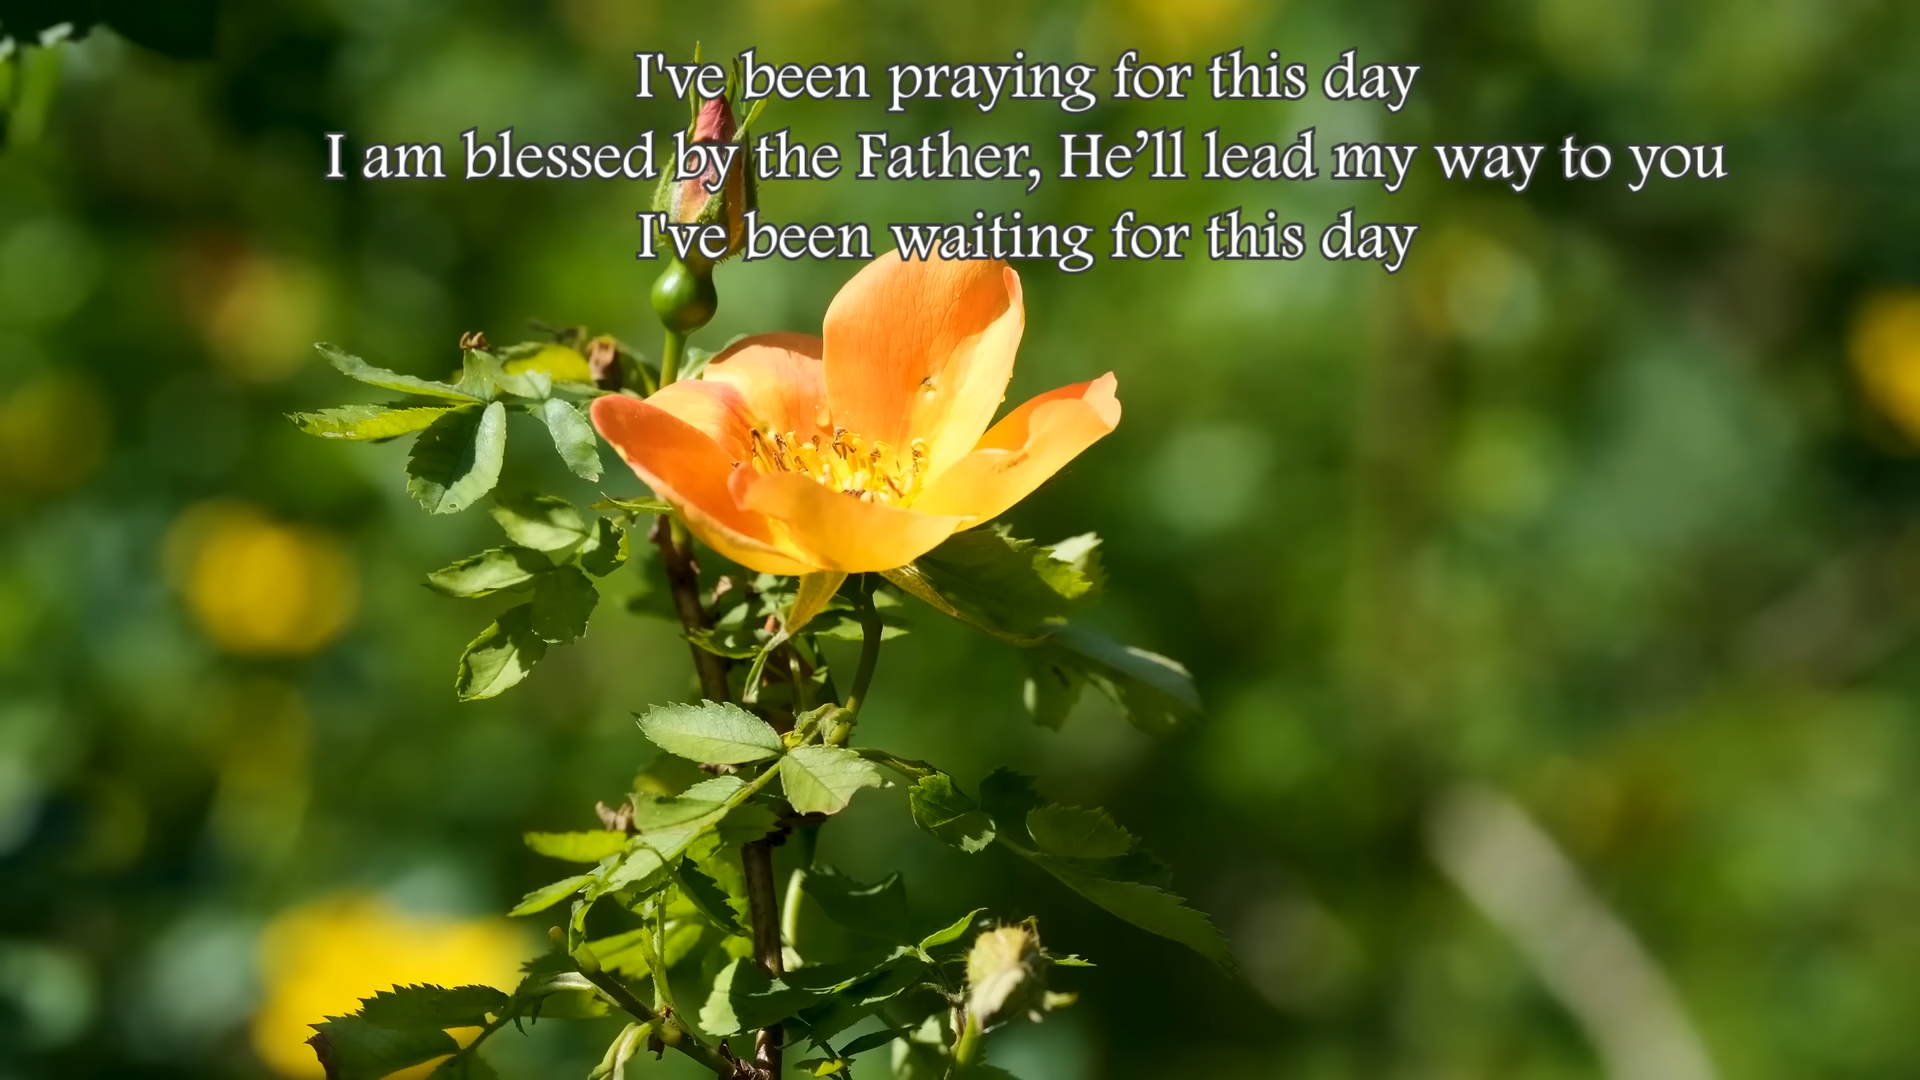 I've been praying for this day
I am blessed by the Father, He’ll lead my way to you
I've been waiting for this day